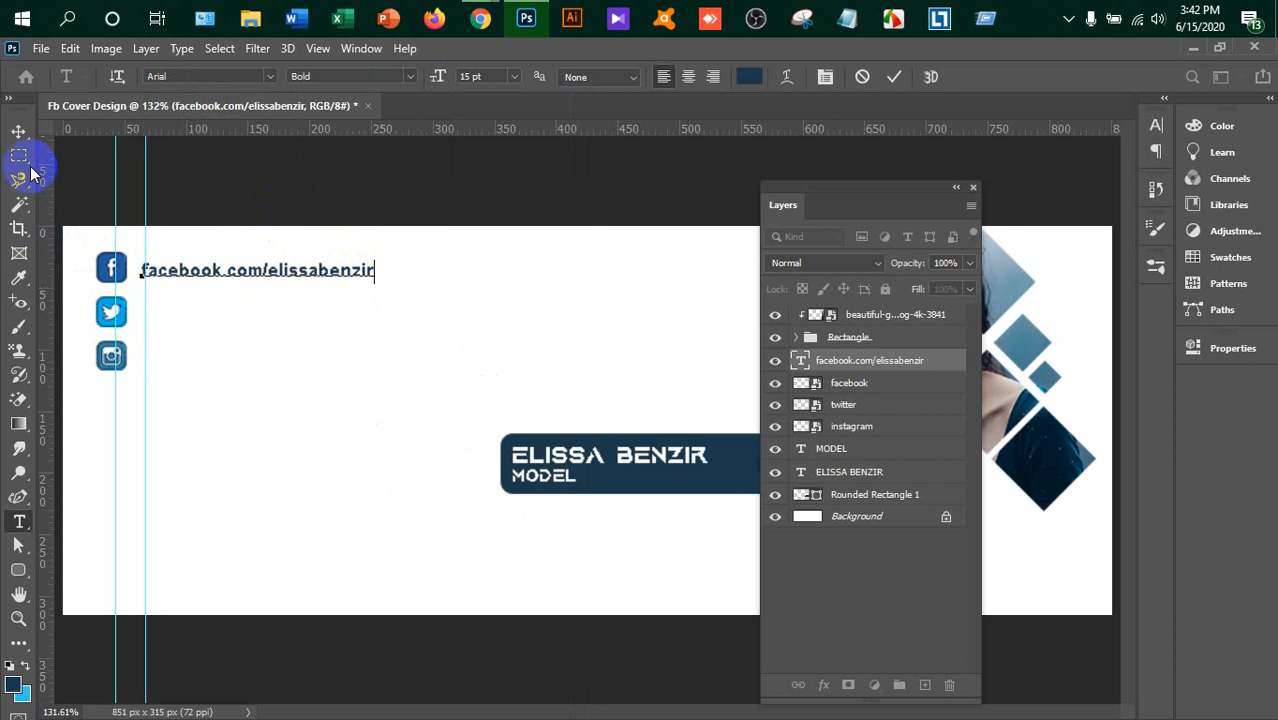 3:42 PM
6/15/2020
13
Ps File Edit Image Layer Type Select Filter 3D View Window Help
T Arial Bold 15 pt None 3D
Fb Cover Design @ 132% (facebook.com/elissabenzir, RGB/8#) * ×
0 50 100 150 200 250 300 350 400 450 500 550 600 650 700 750 800 8
facebook.com/elissabenzir
ELISSA BENZIR
MODEL
Layers
Kind
Normal Opacity: 100%
Lock: Fill: 100%
beautiful-g...og-4k-3841
Rectangle
facebook.com/elissabenzir
facebook
twitter
instagram
MODEL
ELISSA BENZIR
Rounded Rectangle 1
Background
Color
Learn
Channels
Libraries
Adjustme...
Swatches
Gradients
Patterns
Paths
Properties
131.61% 851 px x 315 px (72 ppi)